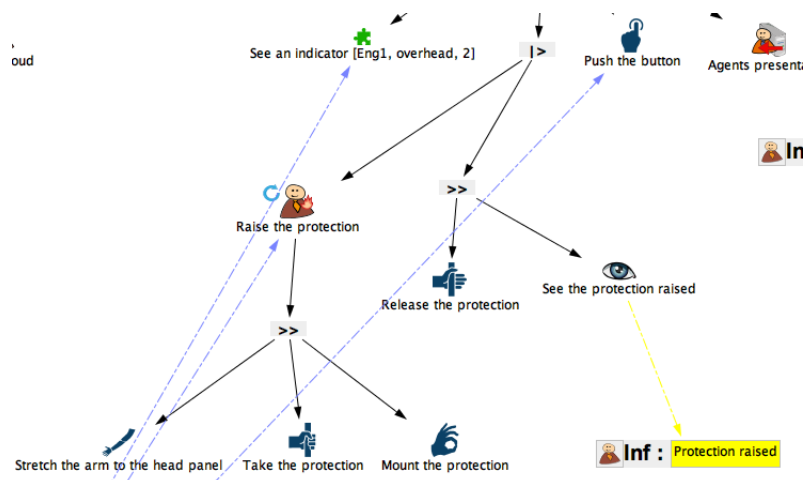 oud
See an indicator [Eng1, overhead, 2]
|>
Push the button
Agents presenta
In
>>
Raise the protection
Release the protection
See the protection raised
>>
Stretch the arm to the head panel
Take the protection
Mount the protection
Inf : Protection raised